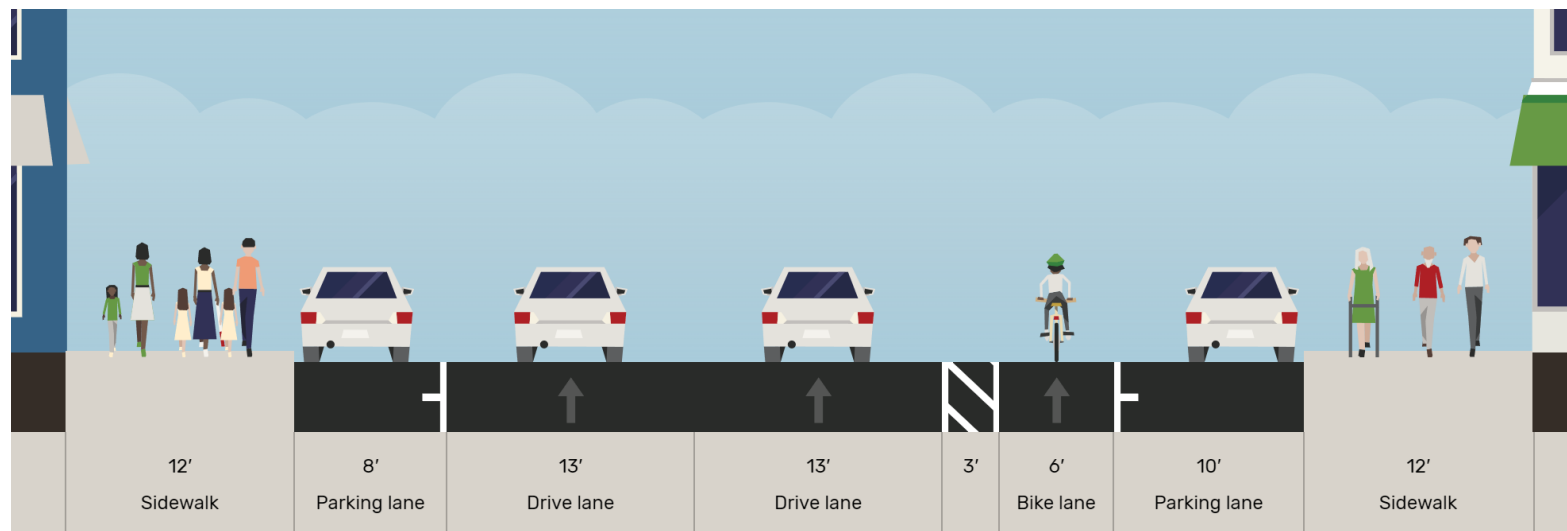 12′ 8′ 13′ 13′ 3′ 6′ 10′ 12′
Sidewalk Parking lane Drive lane Drive lane Bike lane Parking lane Sidewalk